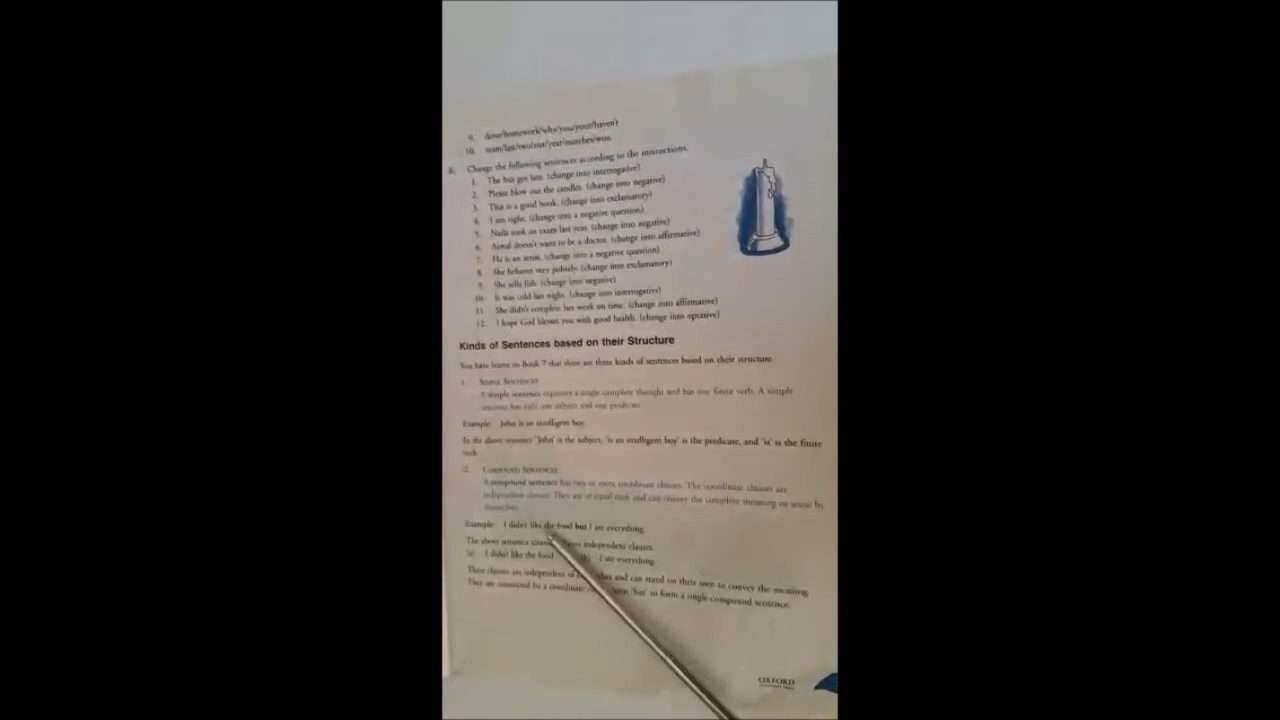 9. done/homework/why/you/your/haven't
10. team/last/two/our/year/matches/won
B. Change the following sentences according to the instructions.
1. The bus got late. (change into interrogative)
2. Please blow out the candles. (change into negative)
3. This is a good book. (change into exclamatory)
4. I am right. (change into a negative question)
5. Naila took an exam last year. (change into negative)
6. Ajmal doesn't want to be a doctor. (change into affirmative)
7. He is an artist. (change into a negative question)
8. She behaves very politely. (change into exclamatory)
9. She sells fish. (change into negative)
10. It was cold last night. (change into interrogative)
11. She didn't complete her work on time. (change into affirmative)
12. I hope God blesses you with good health. (change into optative)
Kinds of Sentences based on their Structure
You have learnt in Book 7 that there are three kinds of sentences based on their structure.
1. SIMPLE SENTENCES
A simple sentence expresses a single complete thought and has one finite verb. A simple
sentence has only one subject and one predicate.
Example: John is an intelligent boy.
In the above sentence 'John' is the subject, 'is an intelligent boy' is the predicate, and 'is' is the finite
verb.
2. COMPOUND SENTENCES
A compound sentence has two or more coordinate clauses. The coordinate clauses are
independent clauses. They are of equal rank and can convey the complete meaning or sense by
themselves.
Example: I didn't like the food but I ate everything.
The above sentence independent clauses.
(a) I didn't like the food (b) I ate everything.
These clauses are independent of and can stand on their own to convey the meaning.
They are connected by a coordinate 'but' to form a single compound sentence.
OXFORD